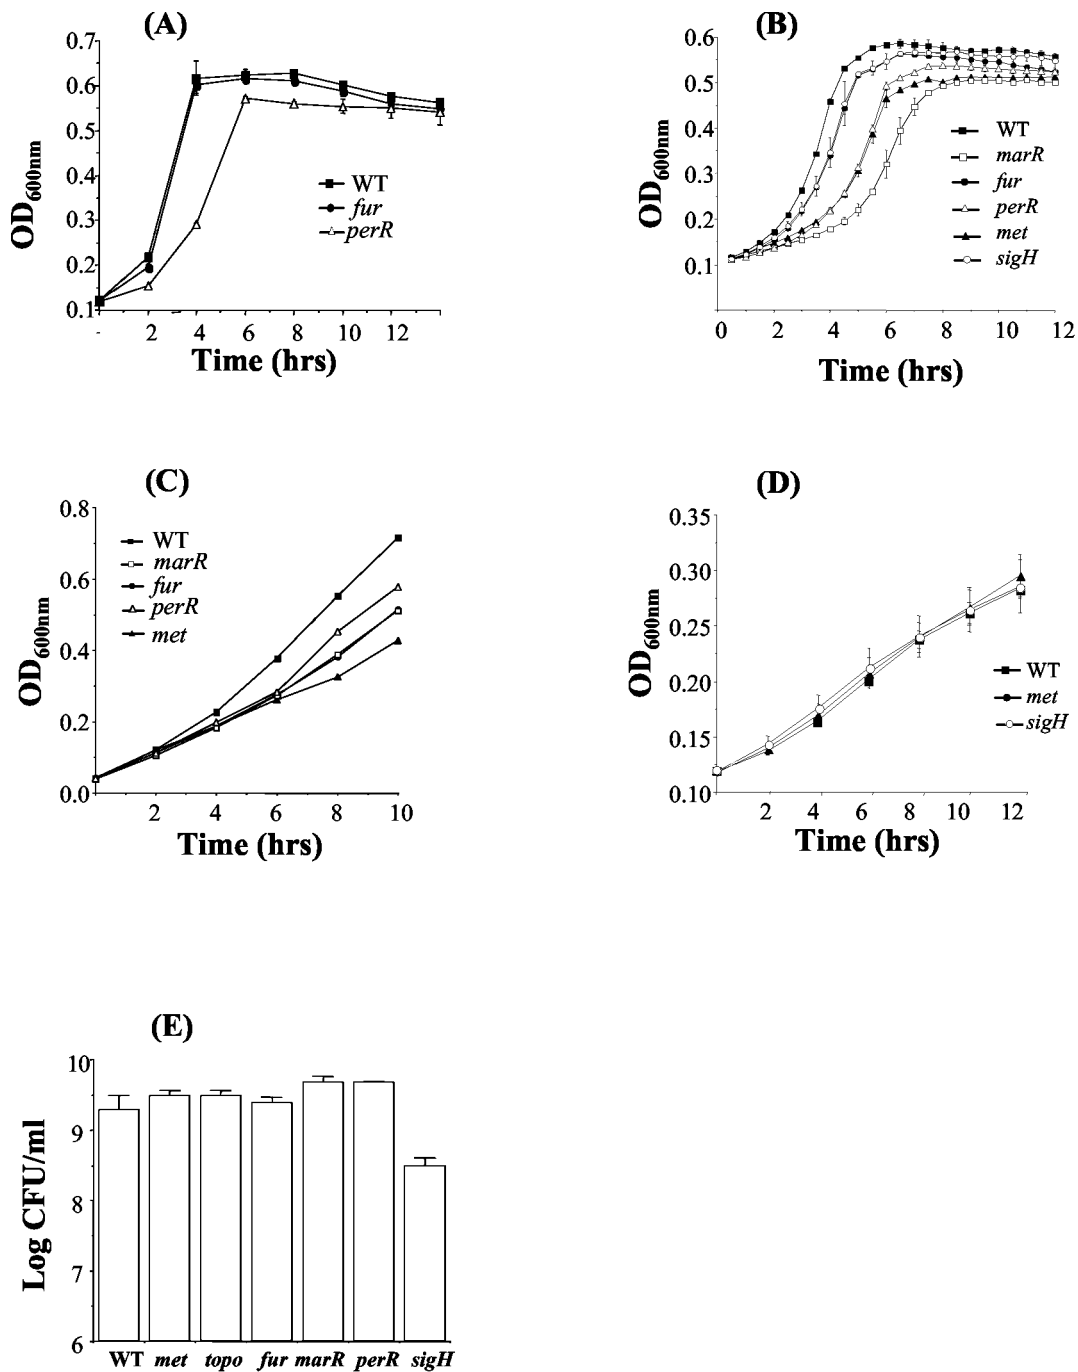 (A)
0.7
0.6
0.5
0.4
0.3
0.2
0.1
OD600nm
WT
fur
perR
2
4
6
8
10
12
Time (hrs)
(B)
0.6
0.5
0.4
0.3
0.2
0.1
OD600nm
WT
marR
fur
perR
met
sigH
0
2
4
6
8
10
12
Time (hrs)
(C)
0.8
0.6
0.4
0.2
0.0
OD600nm
WT
marR
fur
perR
met
2
4
6
8
10
Time (hrs)
(D)
0.35
0.30
0.25
0.20
0.15
0.10
OD600nm
WT
met
sigH
2
4
6
8
10
12
Time (hrs)
(E)
10
9
8
7
6
Log CFU/ml
WT met topo fur marR perR sigH